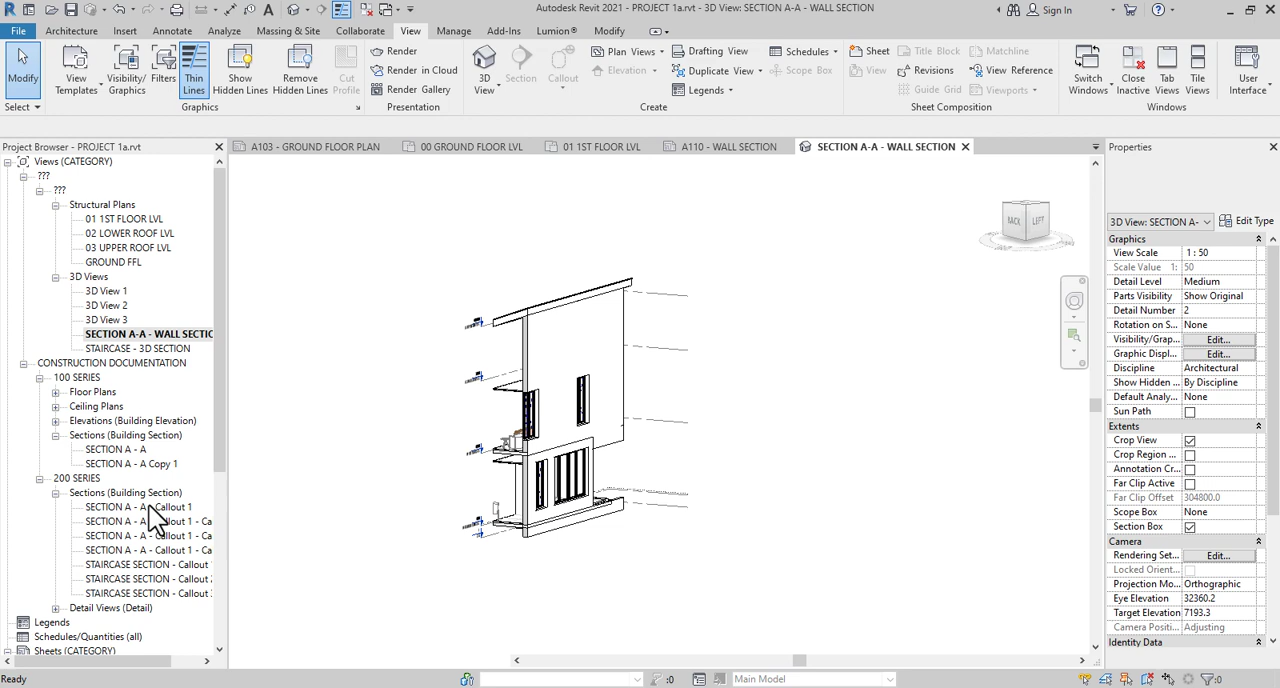 Autodesk Revit 2021 - PROJECT 1a.rvt - 3D View: SECTION A-A - WALL SECTION
Sign In
File Architecture Insert Annotate Analyze Massing & Site Collaborate View Manage Add-Ins Lumion® Modify
Modify
View Templates
Visibility/ Graphics
Filters
Thin Lines
Show Hidden Lines
Remove Hidden Lines
Cut Profile
Render
Render in Cloud
Render Gallery
3D View
Section
Callout
Plan Views
Elevation
Drafting View
Duplicate View
Legends
Schedules
Scope Box
Sheet
View
Title Block
Revisions
Guide Grid
Matchline
View Reference
Viewports
Switch Windows
Close Inactive
Tab Views
Tile Views
User Interface
Select
Graphics
Presentation
Create
Sheet Composition
Windows
Project Browser - PROJECT 1a.rvt
Views (CATEGORY)
???
???
Structural Plans
01 1ST FLOOR LVL
02 LOWER ROOF LVL
03 UPPER ROOF LVL
GROUND FFL
3D Views
3D View 1
3D View 2
3D View 3
SECTION A-A - WALL SECTIC
STAIRCASE - 3D SECTION
CONSTRUCTION DOCUMENTATION
100 SERIES
Floor Plans
Ceiling Plans
Elevations (Building Elevation)
Sections (Building Section)
SECTION A - A
SECTION A - A Copy 1
200 SERIES
Sections (Building Section)
SECTION A - A - Callout 1
SECTION A - A - Callout 1 - Ca
SECTION A - A - Callout 1 - Ca
SECTION A - A - Callout 1 - Ca
STAIRCASE SECTION - Callout
STAIRCASE SECTION - Callout
STAIRCASE SECTION - Callout
Detail Views (Detail)
Legends
Schedules/Quantities (all)
Sheets (CATEGORY)
A103 - GROUND FLOOR PLAN
00 GROUND FLOOR LVL
01 1ST FLOOR LVL
A110 - WALL SECTION
SECTION A-A - WALL SECTION
BACK LEFT
Properties
3D View: SECTION A- Edit Type
Graphics
View Scale 1 : 50
Scale Value 1: 50
Detail Level Medium
Parts Visibility Show Original
Detail Number 2
Rotation on S... None
Visibility/Grap... Edit...
Graphic Displ... Edit...
Discipline Architectural
Show Hidden ... By Discipline
Default Analy... None
Sun Path
Extents
Crop View
Crop Region ...
Annotation Cr...
Far Clip Active
Far Clip Offset 304800.0
Scope Box None
Section Box
Camera
Rendering Set... Edit...
Locked Orient...
Projection Mo... Orthographic
Eye Elevation 32360.2
Target Elevation 7193.3
Camera Positi... Adjusting
Identity Data
Ready
:0
Main Model
:0